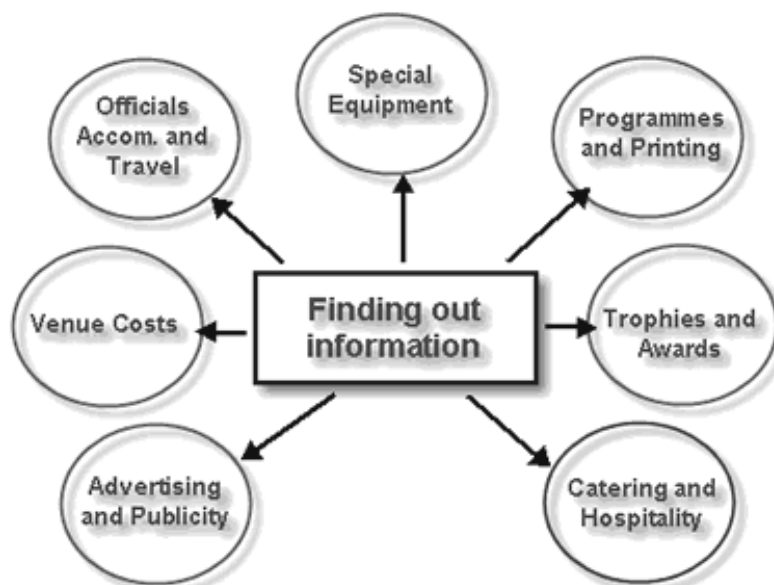 Special
Equipment
Officials
Accom. and
Travel
Programmes
and Printing
Venue Costs
Finding out
information
Trophies and
Awards
Advertising
and Publicity
Catering and
Hospitality